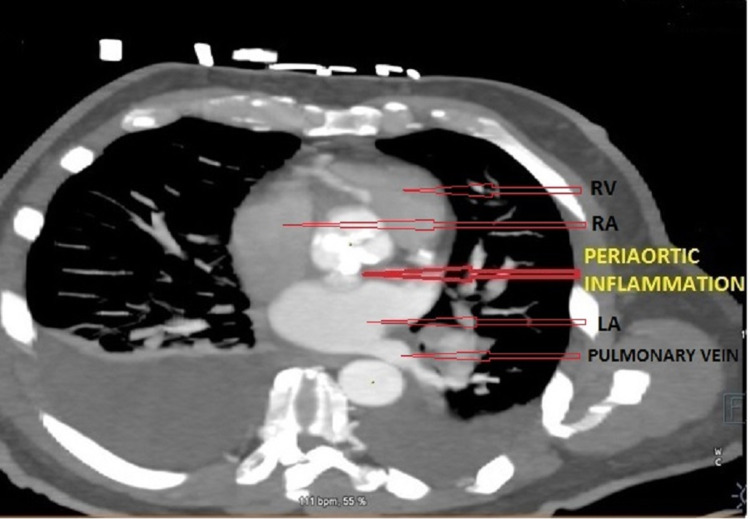 RV
RA
PERIAORTIC
INFLAMMATION
LA
PULMONARY VEIN
F
W
C
111 bpm, 55 %